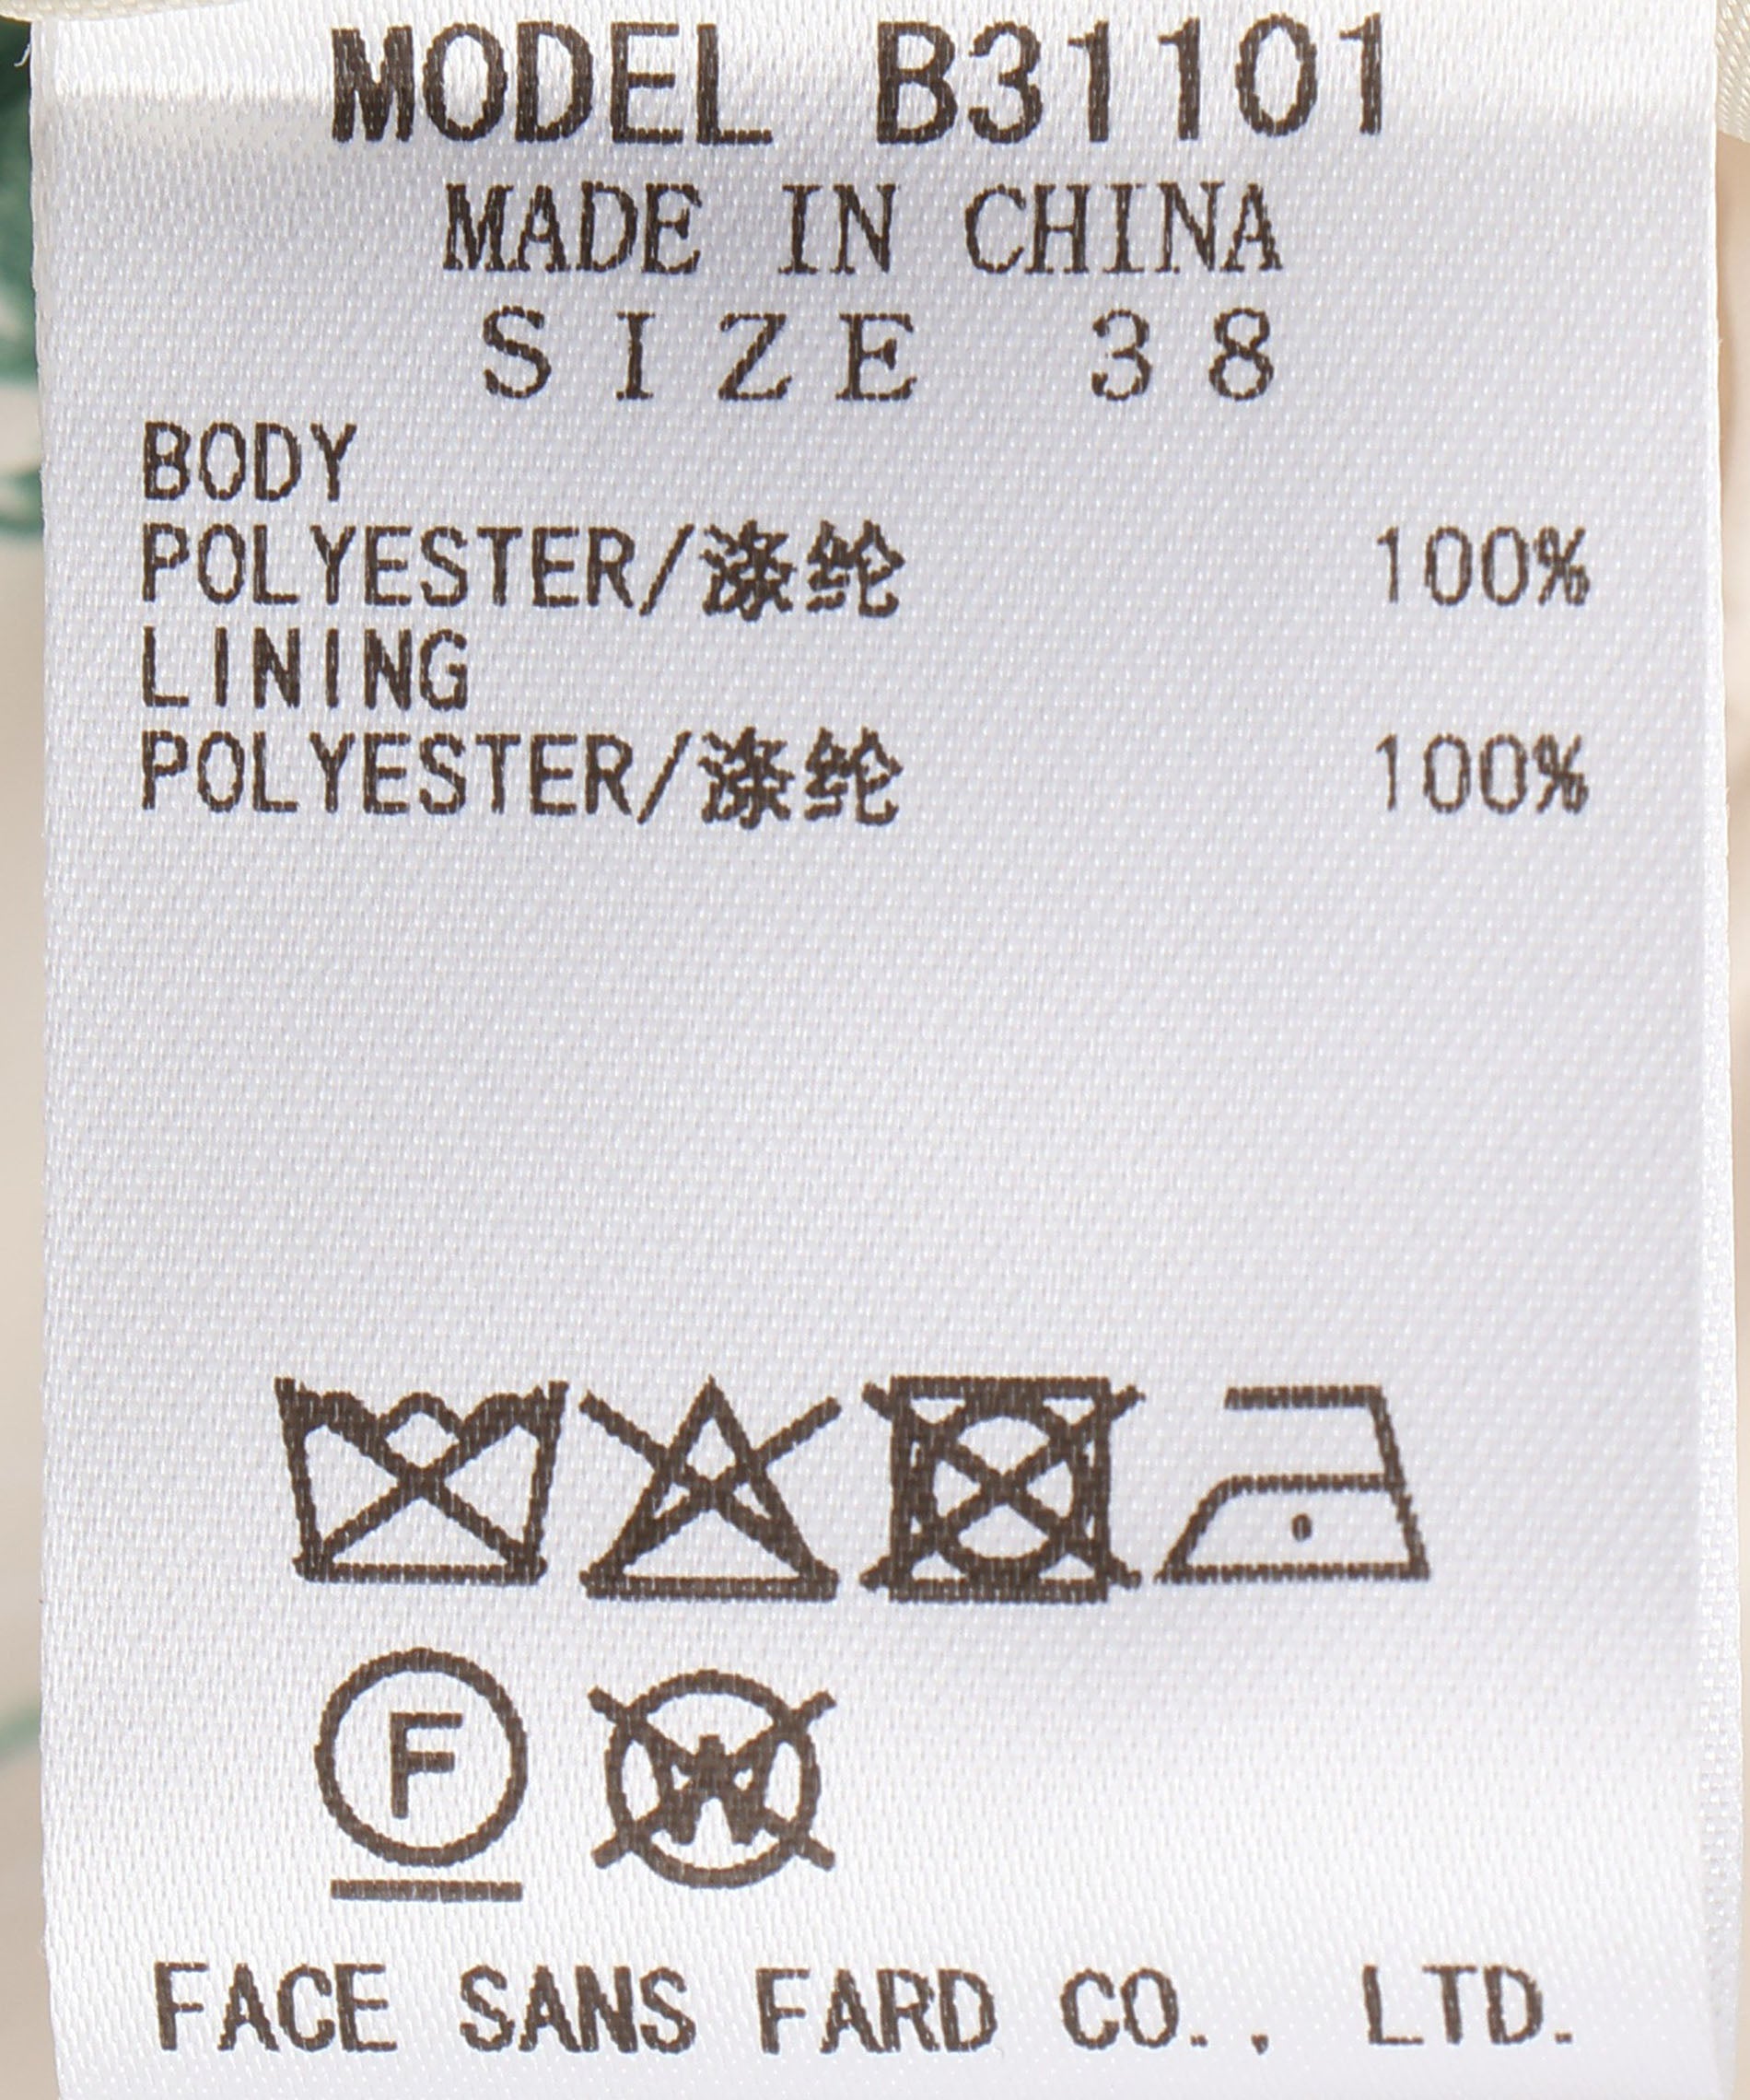 MODEL B31101
MADE IN CHINA
SIZE 38
BODY
POLYESTER/涤纶 100%
LINING
POLYESTER/涤纶 100%
F W
FACE SANS FARD CO., LTD.